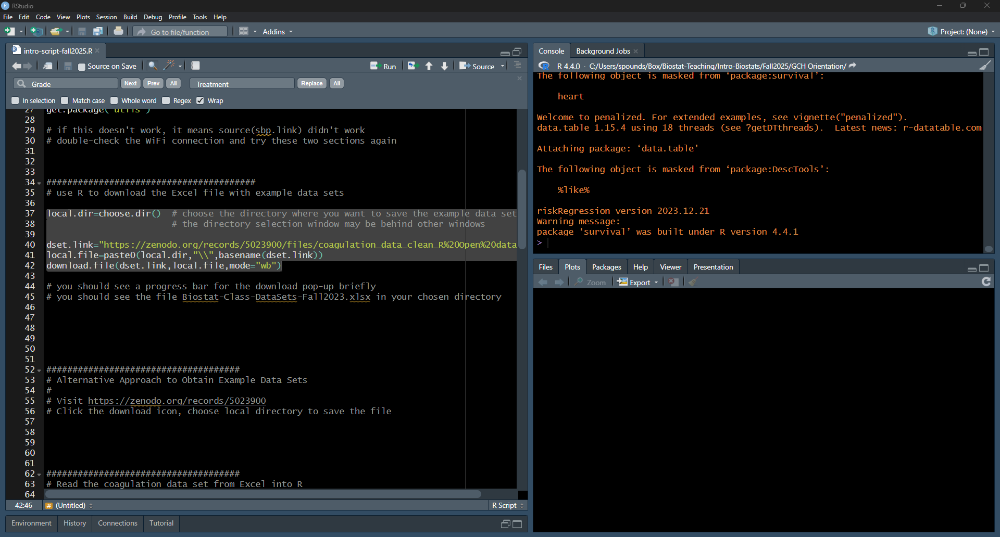 RStudio
File Edit Code View Plots Session Build Debug Profile Tools Help
Go to file/function Addins Project: (None)
intro-script-fall2025.R
Source on Save Run Source
Grade Next Prev All Treatment Replace All
In selection Match case Whole word Regex Wrap
27 get.package("utils")
28
29 # if this doesn't work, it means source(sbp.link) didn't work
30 # double-check the WiFi connection and try these two sections again
31
32
33
34 ########################################
35 # use R to download the Excel file with example data sets
36
37 local.dir=choose.dir()  # choose the directory where you want to save the example data set
38 # the directory selection window may be behind other windows
39
40 dset.link="https://zenodo.org/records/5023900/files/coagulation_data_clean_R%20Open%20data
41 local.file=paste0(local.dir,"\\",basename(dset.link))
42 download.file(dset.link,local.file,mode="wb")
43
44 # you should see a progress bar for the download pop-up briefly
45 # you should see the file Biostat-Class-DataSets-Fall2023.xlsx in your chosen directory
46
47
48
49
50
51
52 #####################################
53 # Alternative Approach to Obtain Example Data Sets
54 #
55 # Visit https://zenodo.org/records/5023900
56 # Click the download icon, choose local directory to save the file
57
58
59
60
61
62 #####################################
63 # Read the coagulation data set from Excel into R
64
42:46 # (Untitled) R Script
Environment History Connections Tutorial
Console Background Jobs
R 4.4.0 · C:/Users/spounds/Box/Biostat-Teaching/Intro-Biostats/Fall2025/GCH Orientation/
The following object is masked from ‘package:survival’:
heart
Welcome to penalized. For extended examples, see vignette("penalized").
data.table 1.15.4 using 18 threads (see ?getDTthreads).  Latest news: r-datatable.com
Attaching package: ‘data.table’
The following object is masked from ‘package:DescTools’:
%like%
riskRegression version 2023.12.21
Warning message:
package ‘survival’ was built under R version 4.4.1
>
Files Plots Packages Help Viewer Presentation
Zoom Export